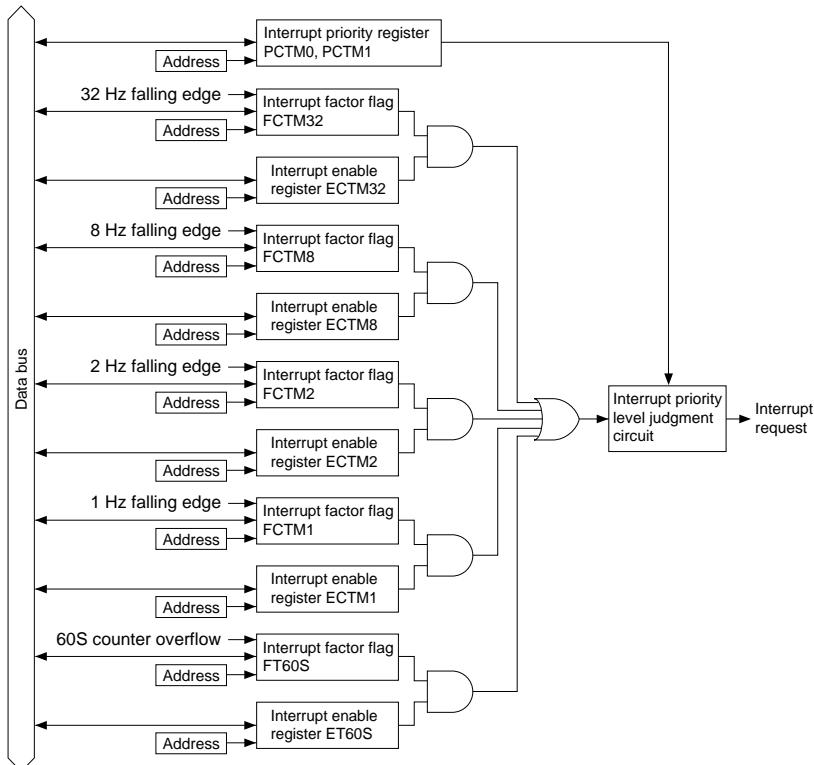 Interrupt priority register
PCTM0, PCTM1
Address
32 Hz falling edge
Interrupt factor flag
FCTM32
Address
Interrupt enable
register ECTM32
Address
8 Hz falling edge
Interrupt factor flag
FCTM8
Address
Interrupt enable
register ECTM8
Address
2 Hz falling edge
Interrupt factor flag
FCTM2
Address
Interrupt enable
register ECTM2
Address
1 Hz falling edge
Interrupt factor flag
FCTM1
Address
Interrupt enable
register ECTM1
Address
60S counter overflow
Interrupt factor flag
FT60S
Address
Interrupt enable
register ET60S
Address
Data bus
Interrupt priority
level judgment
circuit
Interrupt
request